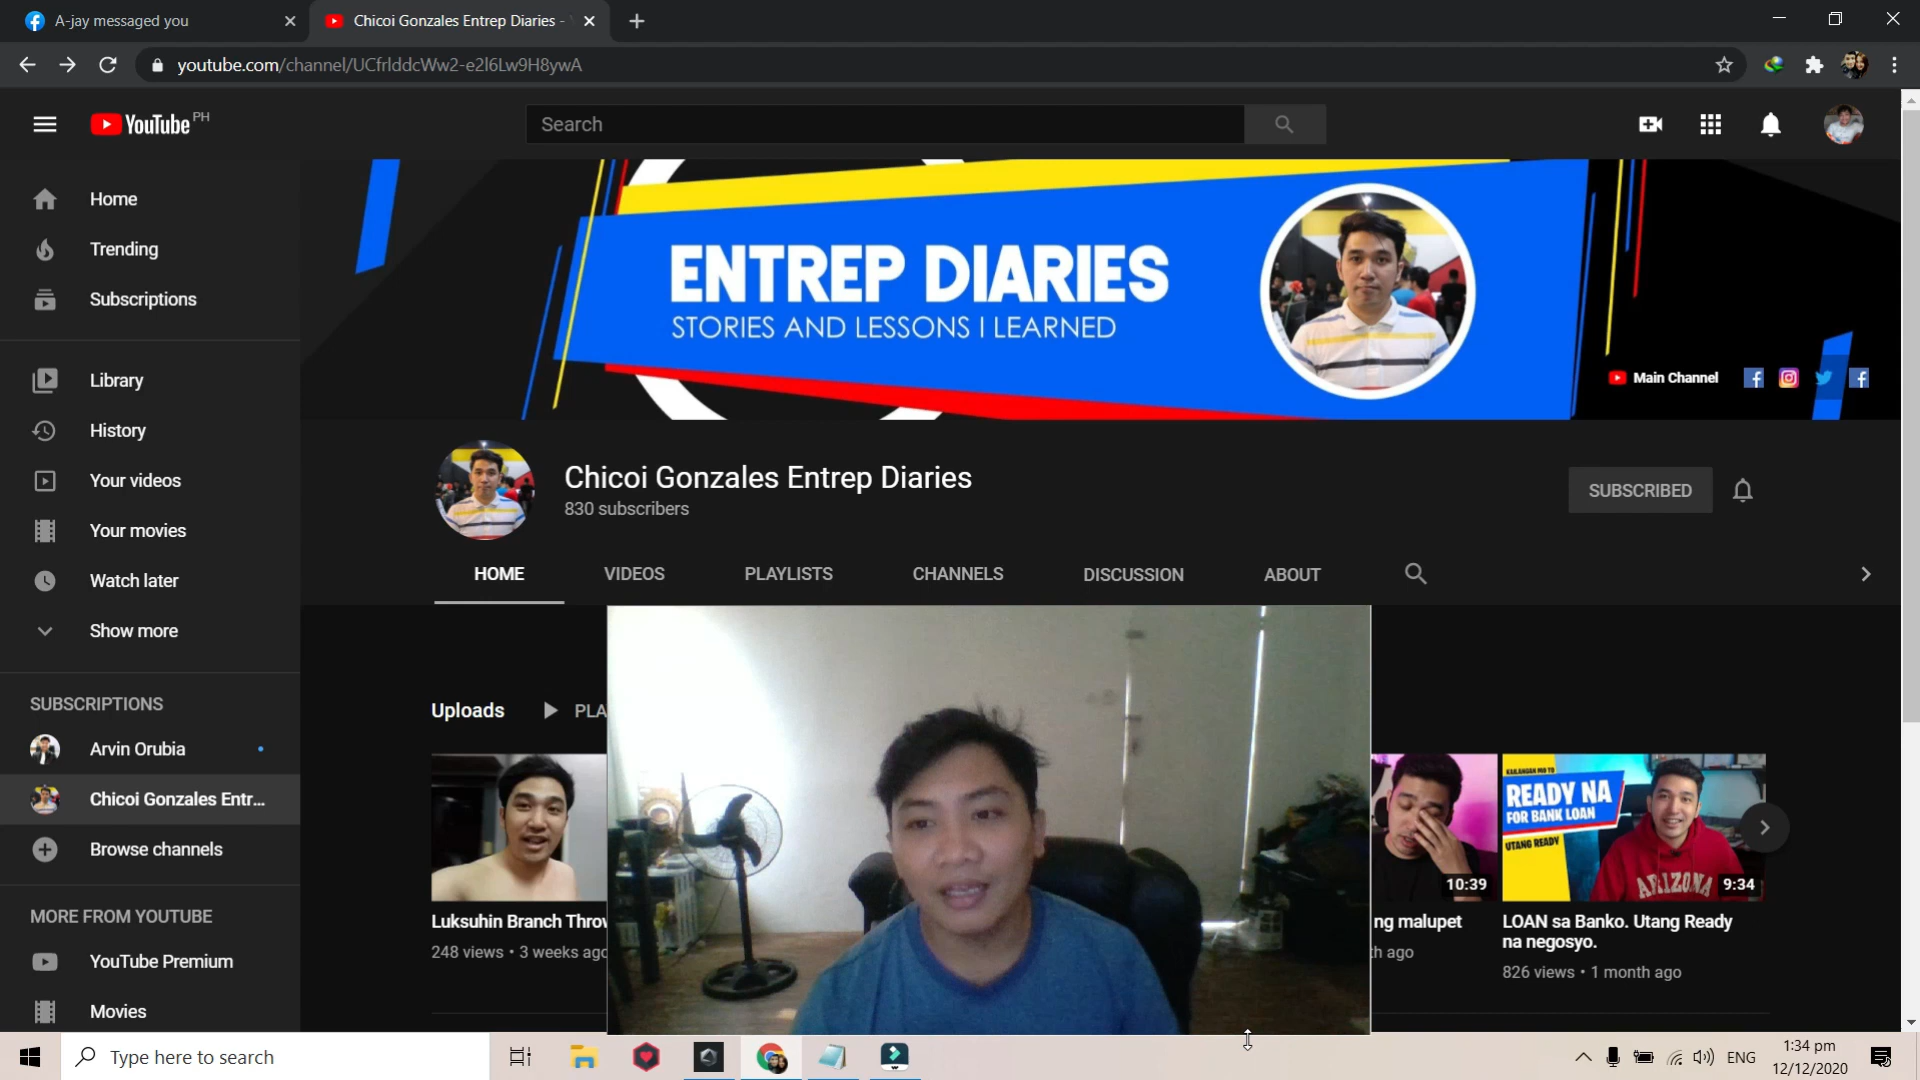 A-jay messaged you
Chicoi Gonzales Entrep Diaries -
youtube.com/channel/UCfrlddcWw2-e2l6Lw9H8ywA
YouTube PH
Search
Home
Trending
Subscriptions
Library
History
Your videos
Your movies
Watch later
Show more
SUBSCRIPTIONS
Arvin Orubia
Chicoi Gonzales Entr...
Browse channels
MORE FROM YOUTUBE
YouTube Premium
Movies
ENTREP DIARIES
STORIES AND LESSONS I LEARNED
Main Channel
Chicoi Gonzales Entrep Diaries
830 subscribers
SUBSCRIBED
HOME VIDEOS PLAYLISTS CHANNELS DISCUSSION ABOUT
Uploads PLA
Luksuhin Branch Throw
248 views • 3 weeks ago
10:39
ng malupet
th ago
KAILANGAN MO TO
READY NA
FOR BANK LOAN
UTANG READY
ARIZONA
9:34
LOAN sa Banko. Utang Ready
na negosyo.
826 views • 1 month ago
Type here to search
ENG
1:34 pm
12/12/2020